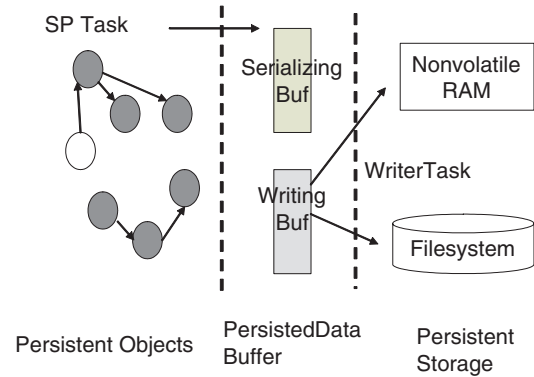 SP Task
Serializing
Buf
Nonvolatile
RAM
Writing
Buf
WriterTask
Filesystem
Persistent Objects
PersistedData
Buffer
Persistent
Storage